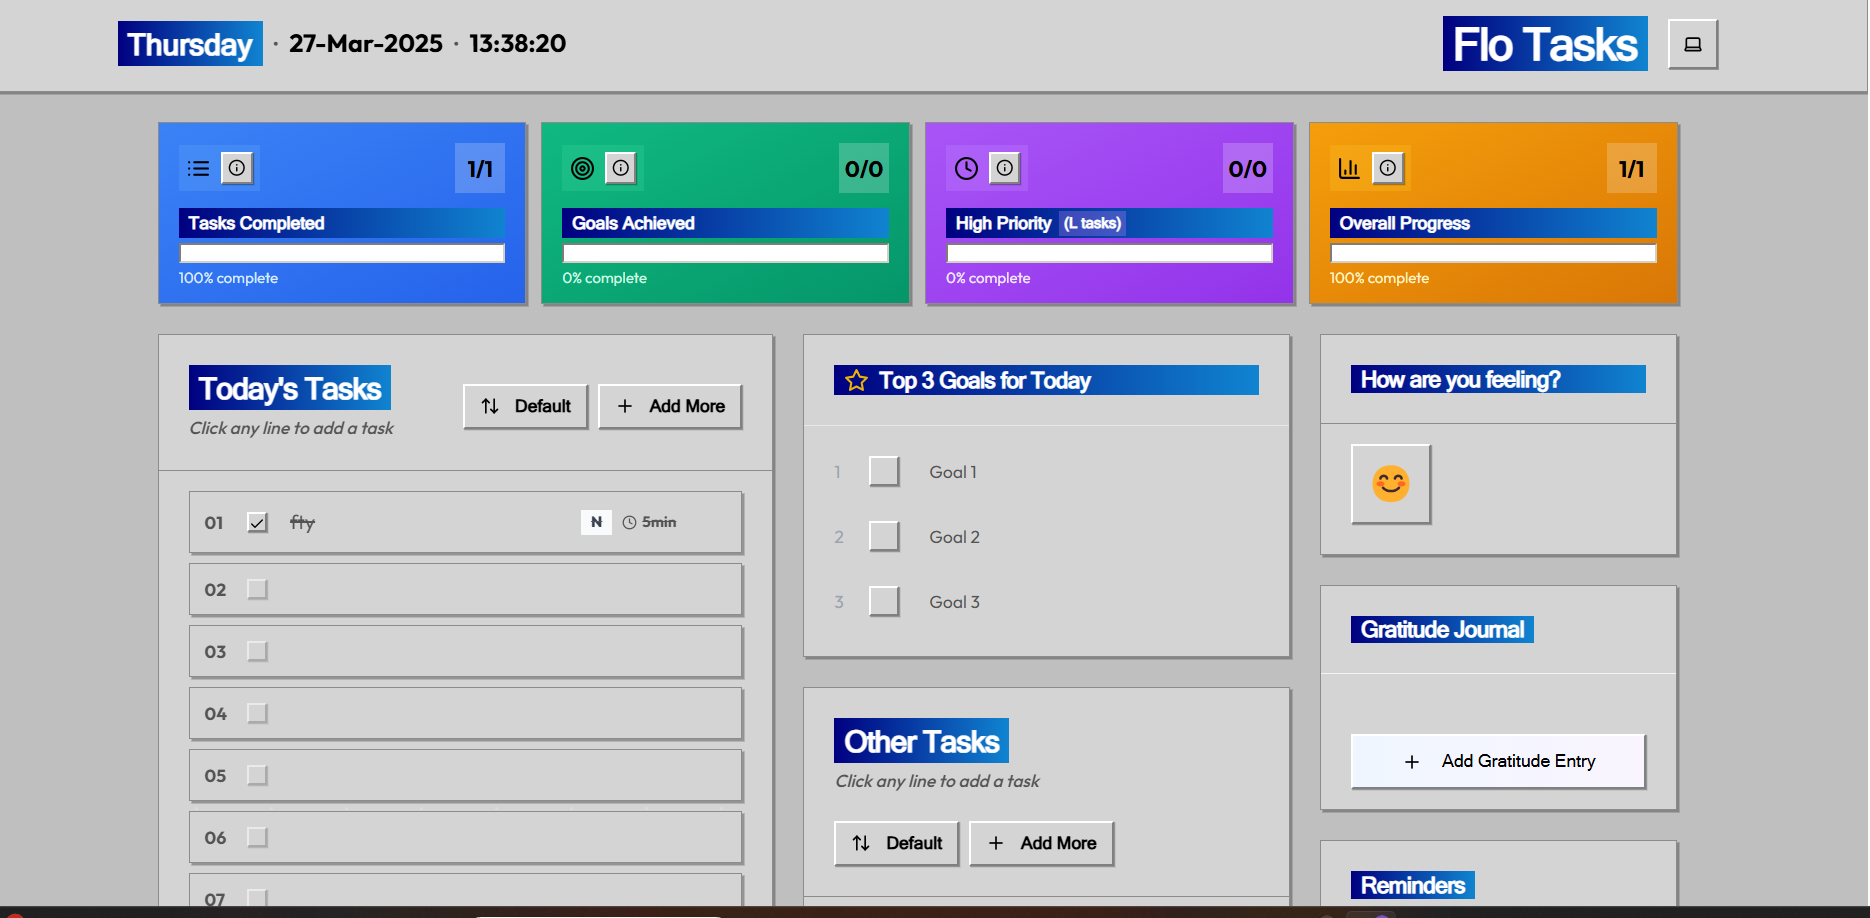 Thursday · 27-Mar-2025 · 13:38:20
Flo Tasks
1/1
Tasks Completed
100% complete
0/0
Goals Achieved
0% complete
0/0
High Priority (L tasks)
0% complete
1/1
Overall Progress
100% complete
Today's Tasks
Click any line to add a task
Default
Add More
01 fty N 5min
02
03
04
05
06
07
Top 3 Goals for Today
1 Goal 1
2 Goal 2
3 Goal 3
Other Tasks
Click any line to add a task
Default
Add More
How are you feeling?
Gratitude Journal
+ Add Gratitude Entry
Reminders